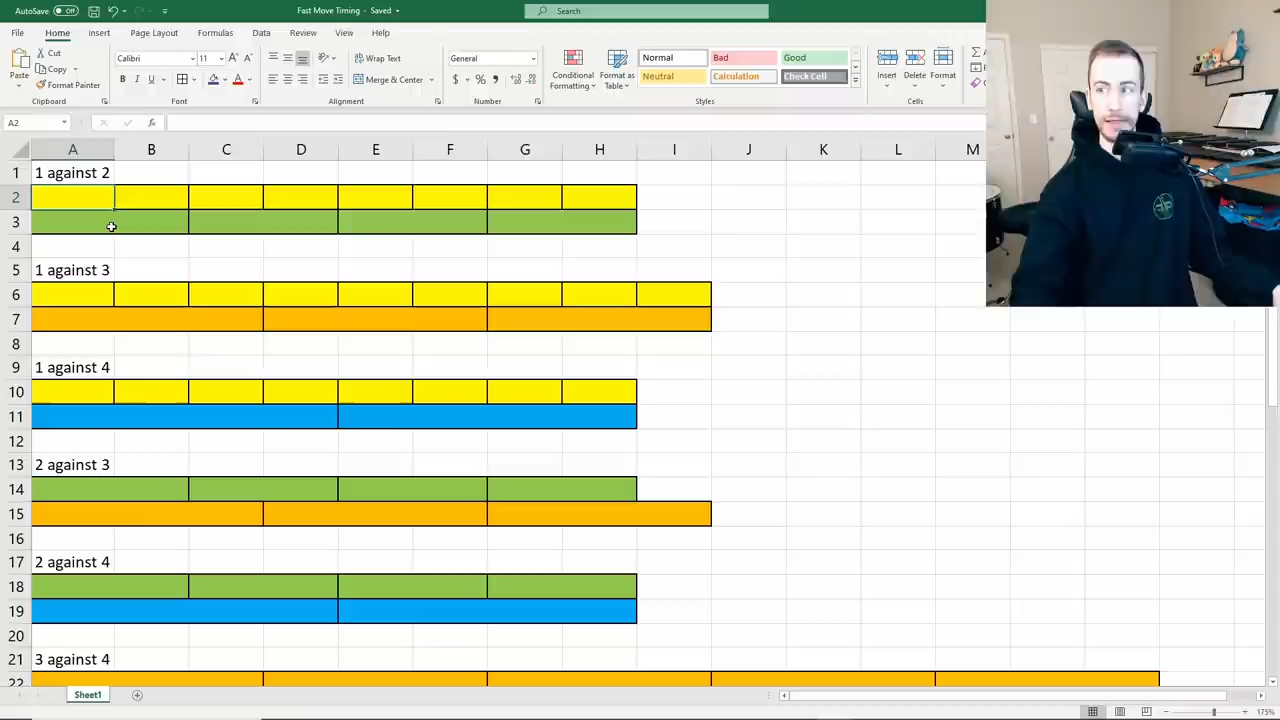 AutoSave Off Fast Move Timing - Saved Search
File Home Insert Page Layout Formulas Data Review View Help
Paste Cut Copy Format Painter
Calibri 11 A A
B I U A
Wrap Text
Merge & Center
General
$ % 9
Conditional Formatting Format as Table
Normal Bad Good
Neutral Calculation Check Cell
Insert Delete Format
Clipboard Font Alignment Number Styles Cells
A2 fx
A B C D E F G H I J K L M
1 1 against 2
2
3
4
5 1 against 3
6
7
8
9 1 against 4
10
11
12
13 2 against 3
14
15
16
17 2 against 4
18
19
20
21 3 against 4
22
Sheet1
175%